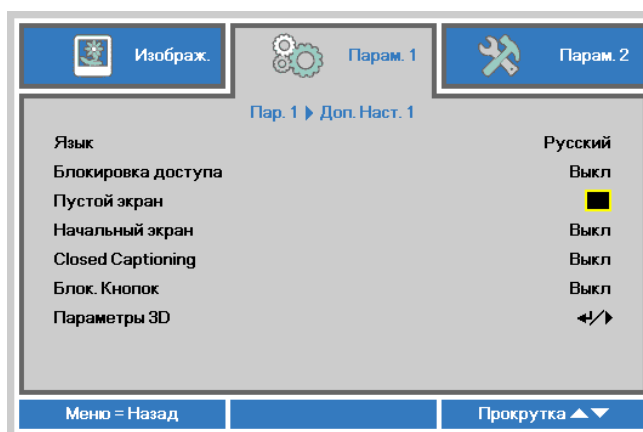 Изображ.
Парам. 1
Парам. 2
Пар. 1 Доп. Наст. 1
Язык Русский
Блокировка доступа Выкл
Пустой экран
Начальный экран Выкл
Closed Captioning Выкл
Блок. Кнопок Выкл
Параметры 3D
Меню = Назад
Прокрутка